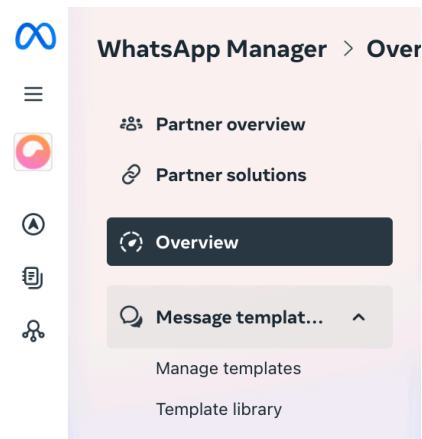 WhatsApp Manager > Over
Partner overview
Partner solutions
Overview
Message templat...
Manage templates
Template library